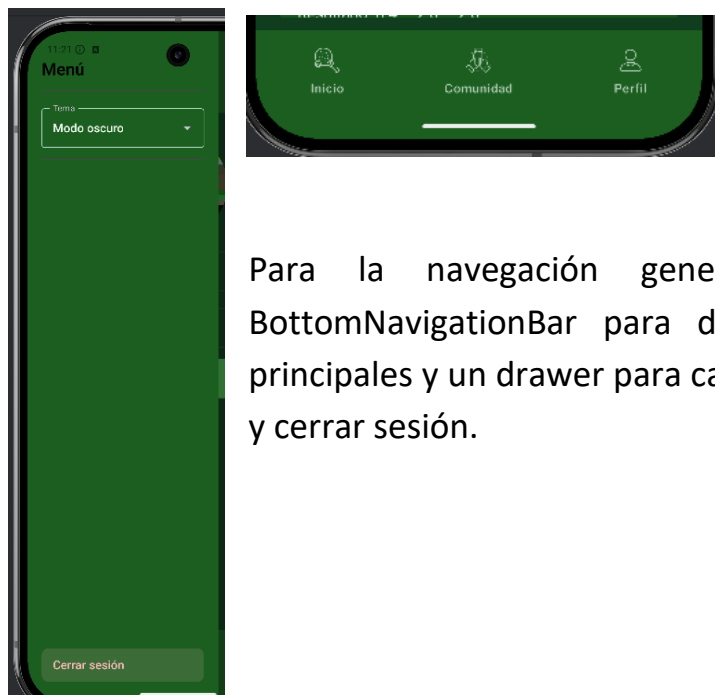 11:21
Menú
Tema
Modo oscuro
Cerrar sesión
Inicio
Comunidad
Perfil
Para la navegación gene
BottomNavigationBar para d
principales y un drawer para ca
y cerrar sesión.